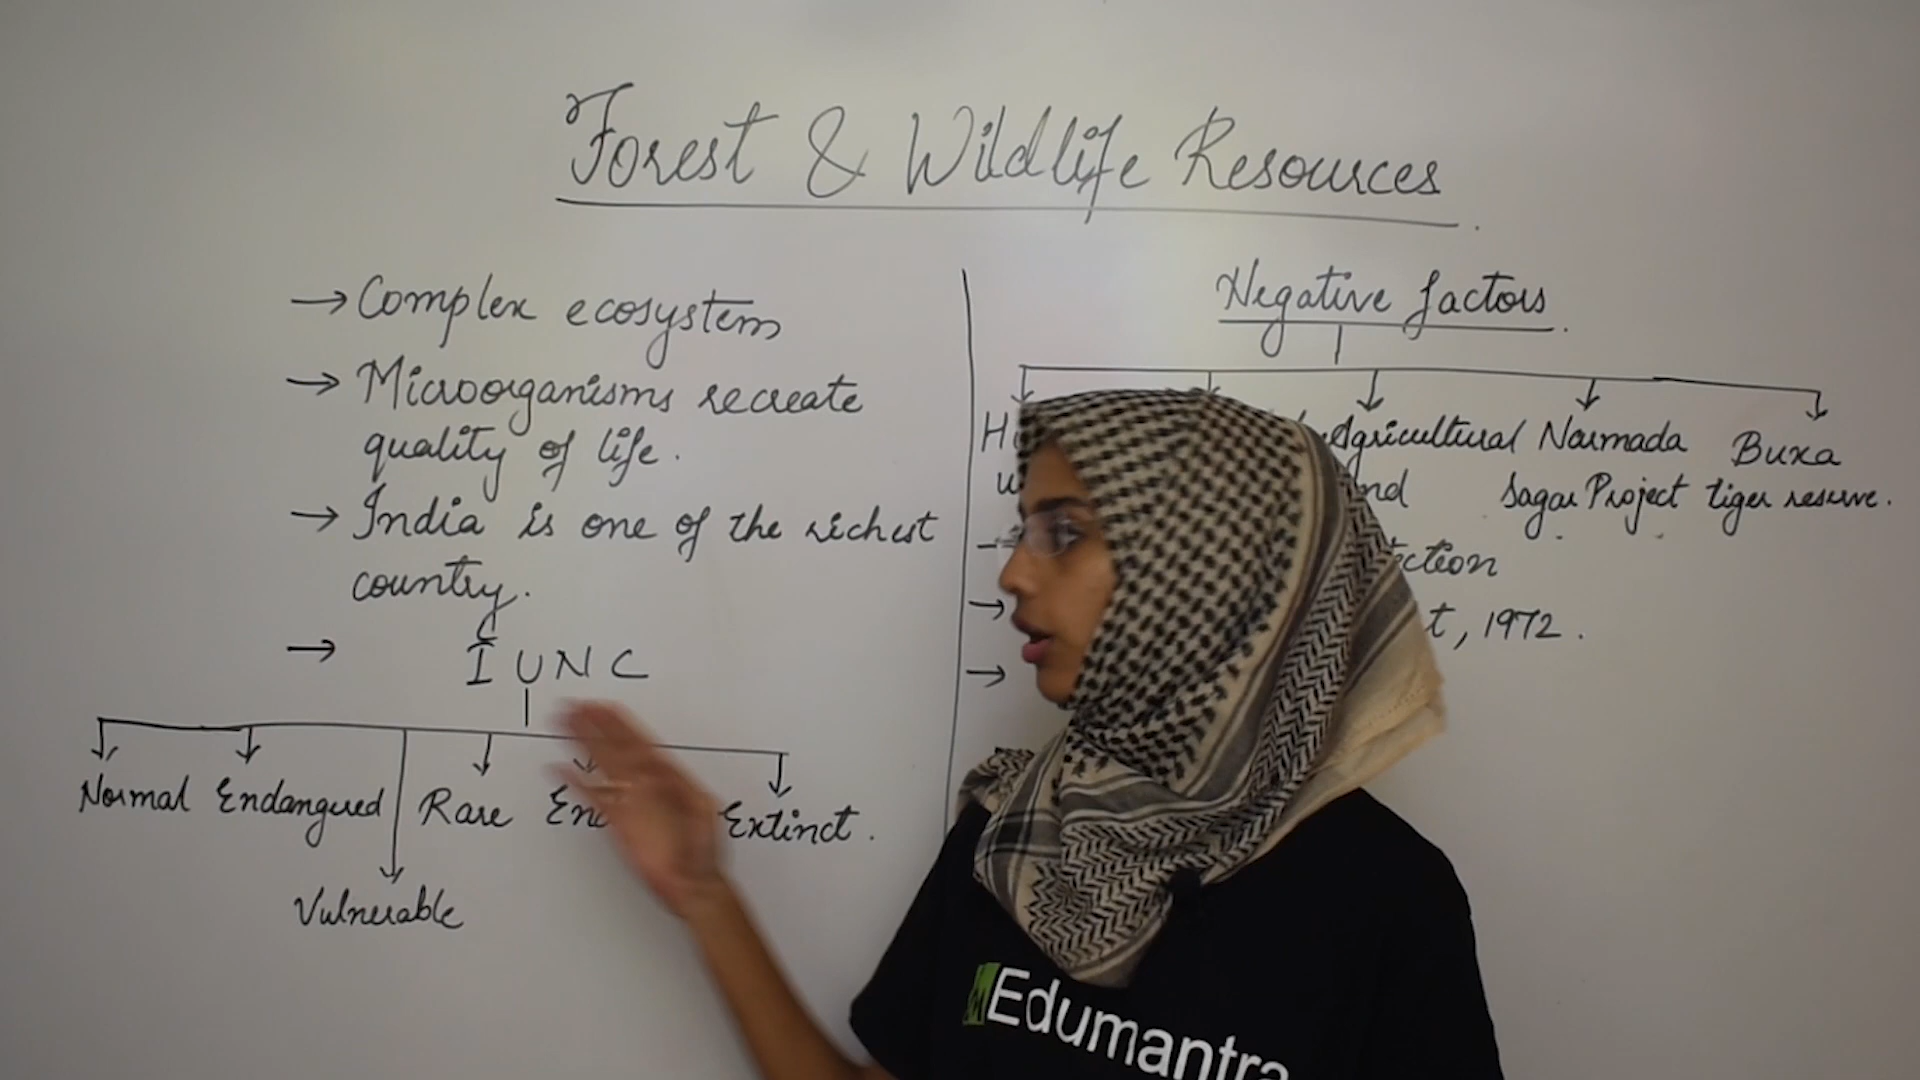 Forest & Wildlife Resources
→ Complex ecosystem
→ Microorganisms recreate
quality of life.
→ India is one of the richest
country.
→ IUNC
Normal Endangured Rare Extinct.
Vulnerable
Negative factors
Agricultural Narmada Buxa
Sagar Project tiger reserve.
, 1972.
Edumantra